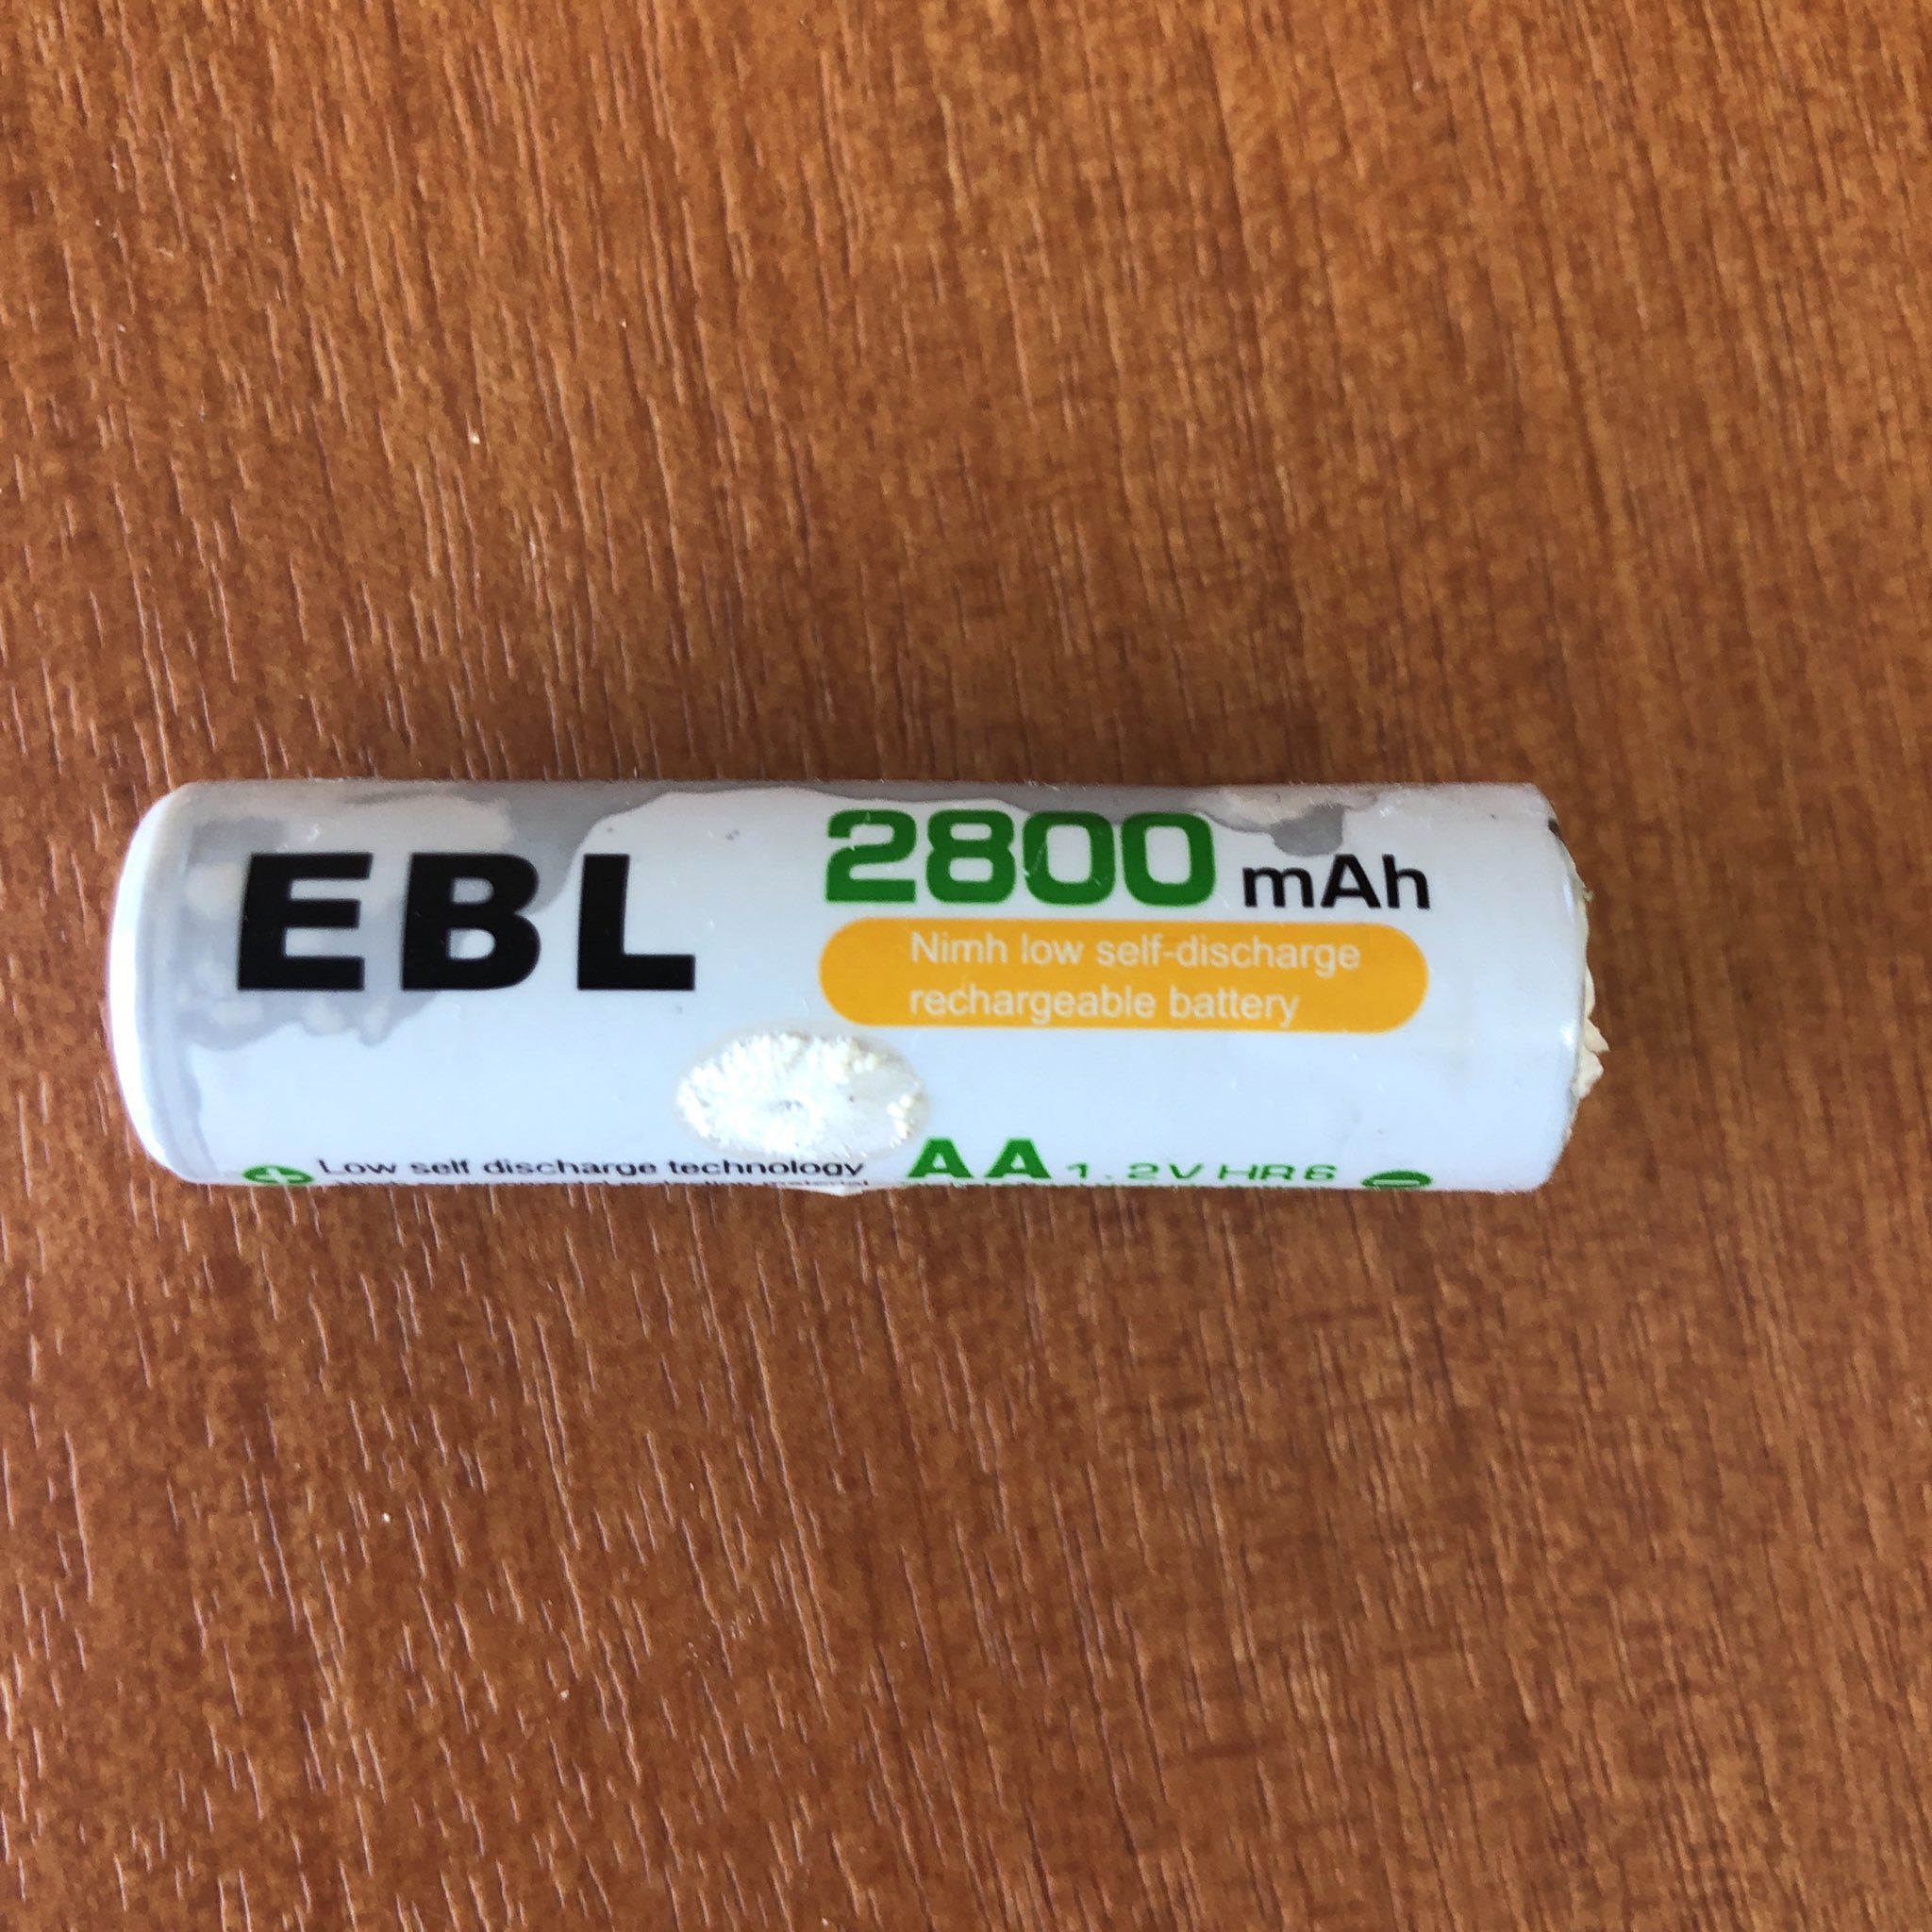 EBL
2800 mAh
Nimh low self-discharge
rechargeable battery
+ Low self discharge technology
AA 1.2V HR6 -